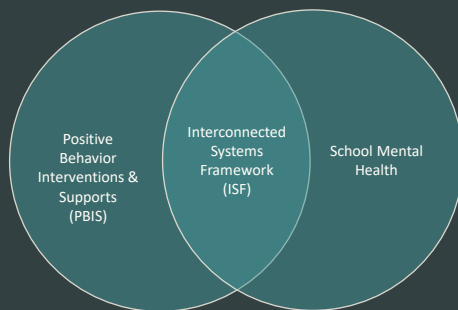 Positive
Behavior
Interventions &
Supports
(PBIS)
Interconnected
Systems
Framework
(ISF)
School Mental
Health